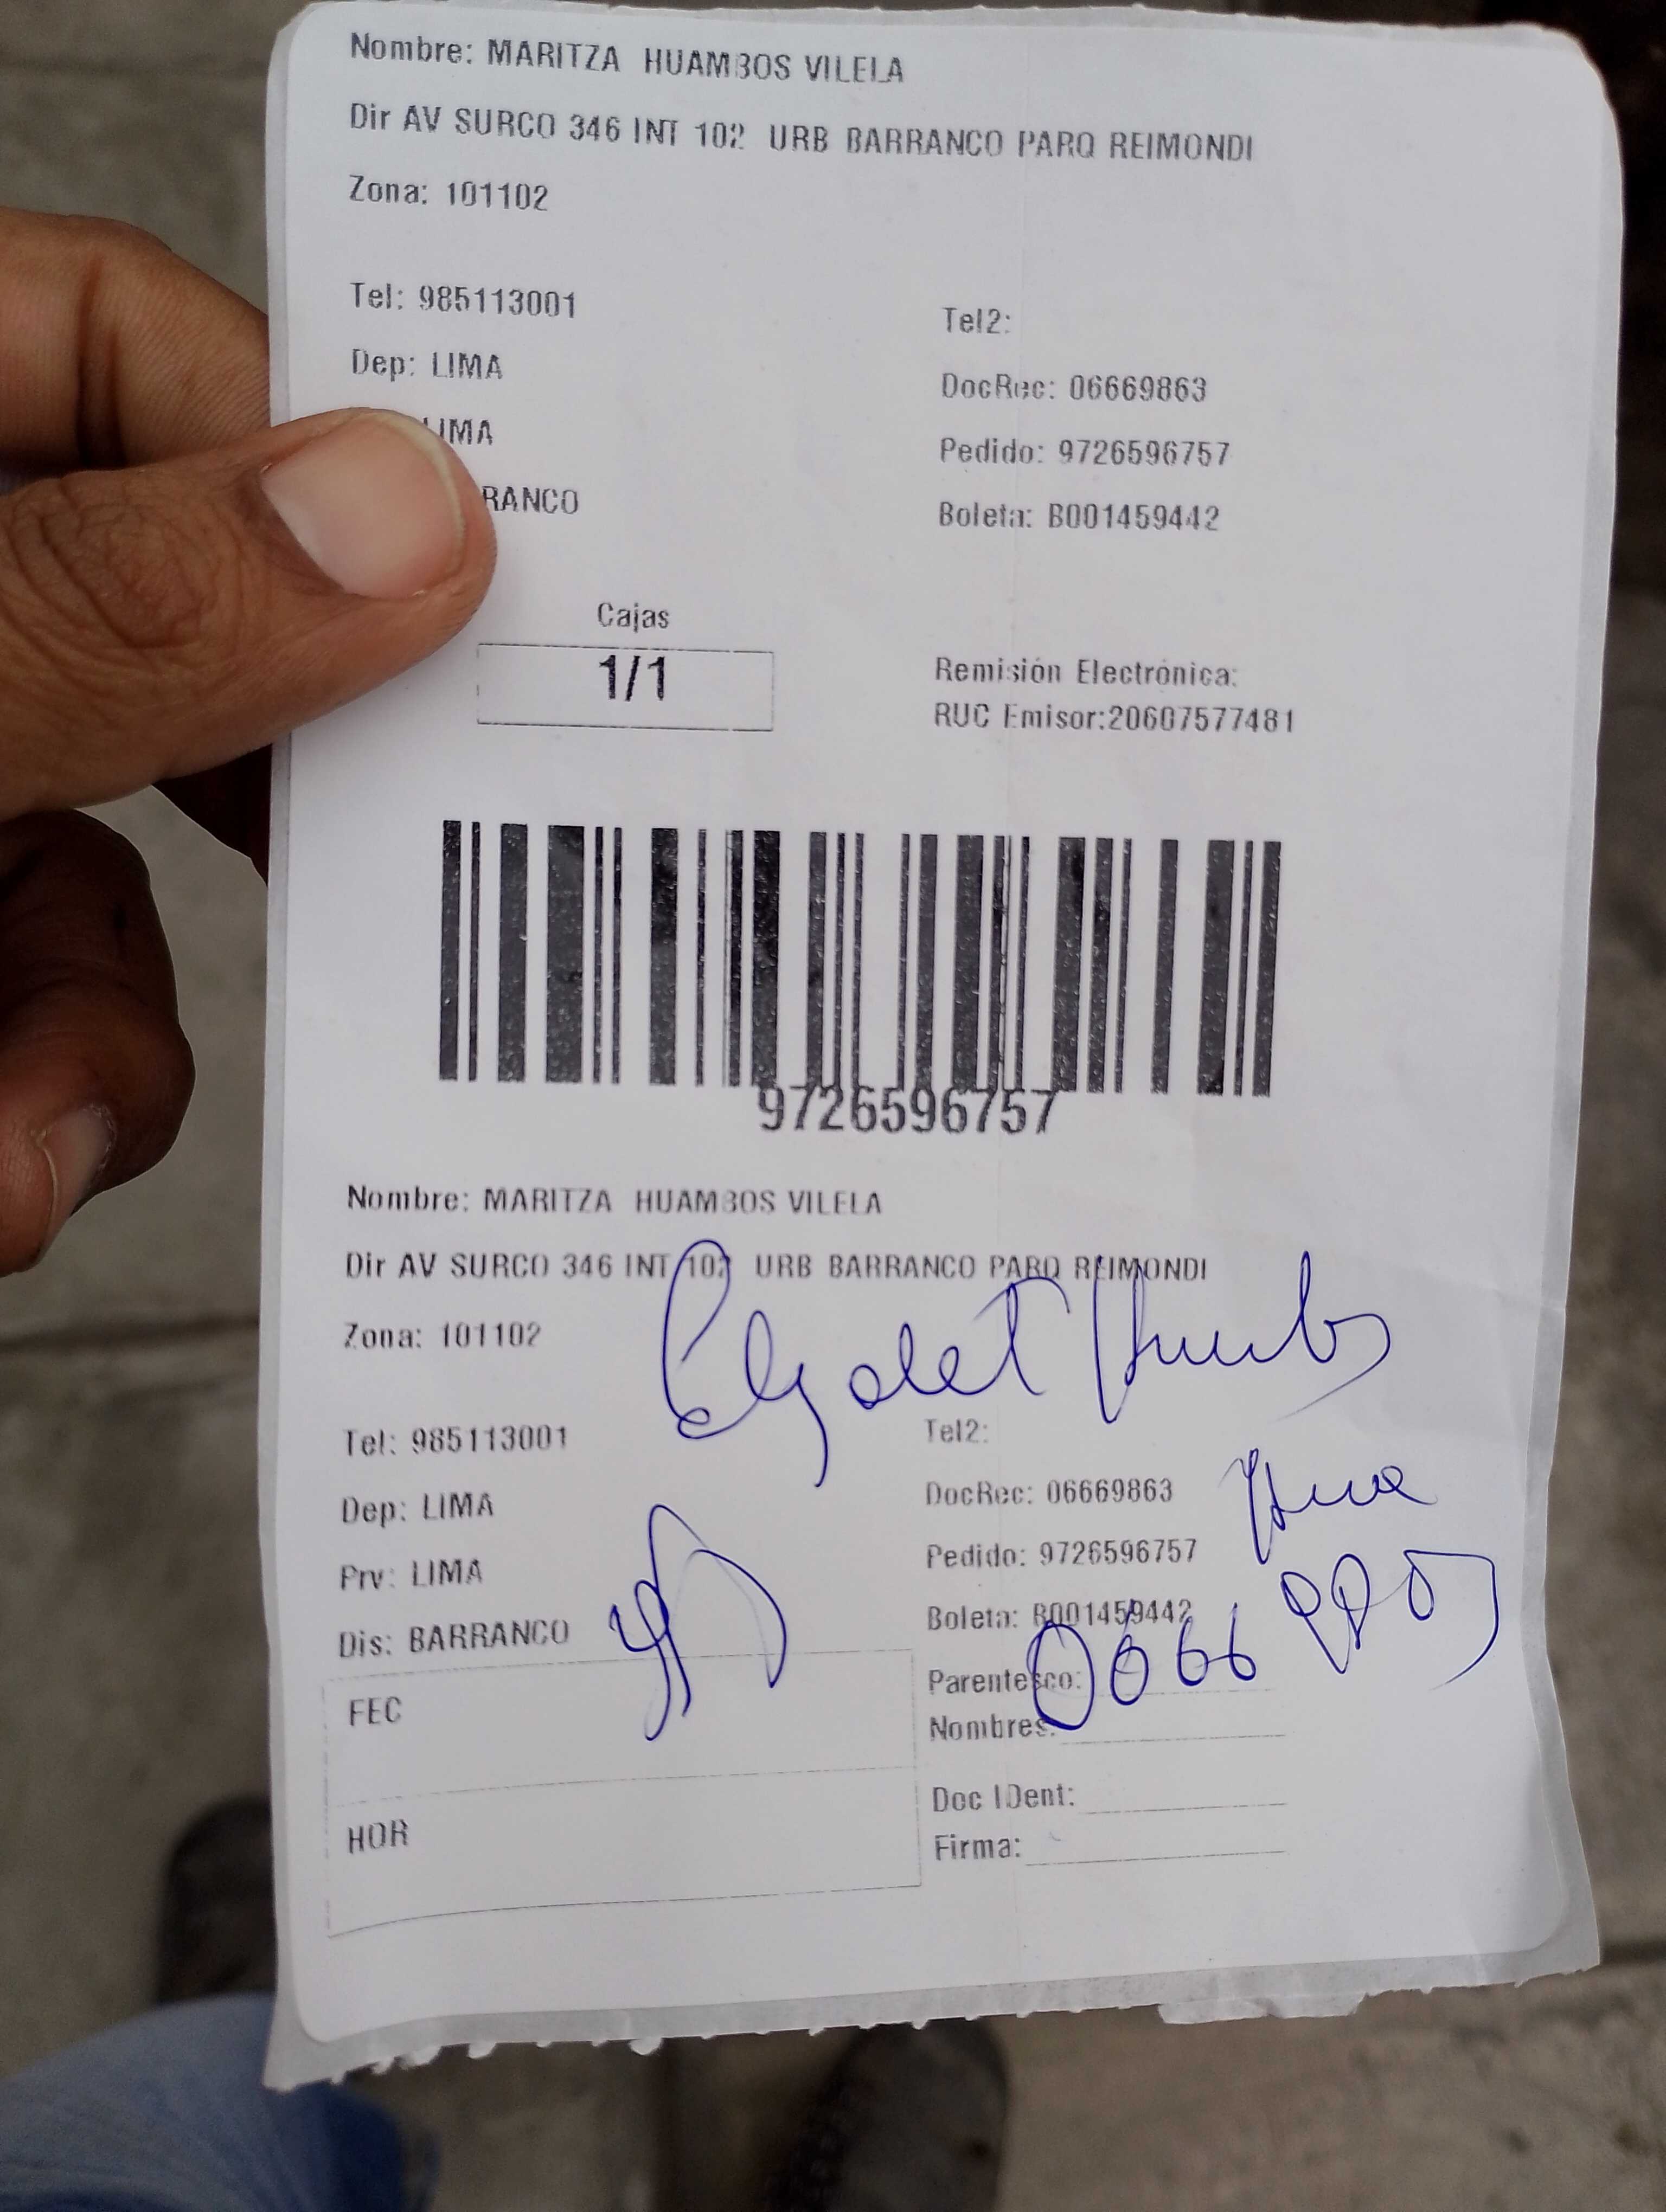 Nombre: MARITZA HUAMBOS VILELA
Dir AV SURCO 346 INT 102 URB BARRANCO PARQ REIMONDI
Zona: 101102
Tel: 985113001
Tel2:
Dep: LIMA
DocRec: 06669863
LIMA
Pedido: 9726596757
RANCO
Boleta: B001459442
Cajas
1/1
Remisión Electrónica:
RUC Emisor:20607577481
9726596757
Nombre: MARITZA HUAMBOS VILELA
Dir AV SURCO 346 INT 102 URB BARRANCO PARQ REIMONDI
Zona: 101102
Tel: 985113001
Tel2:
Dep: LIMA
DocRec: 06669863
Prv: LIMA
Pedido: 9726596757
Dis: BARRANCO
Boleta: B001459442
Parentesco:
FEC
Nombres:
Doc IDent:
HOR
Firma: